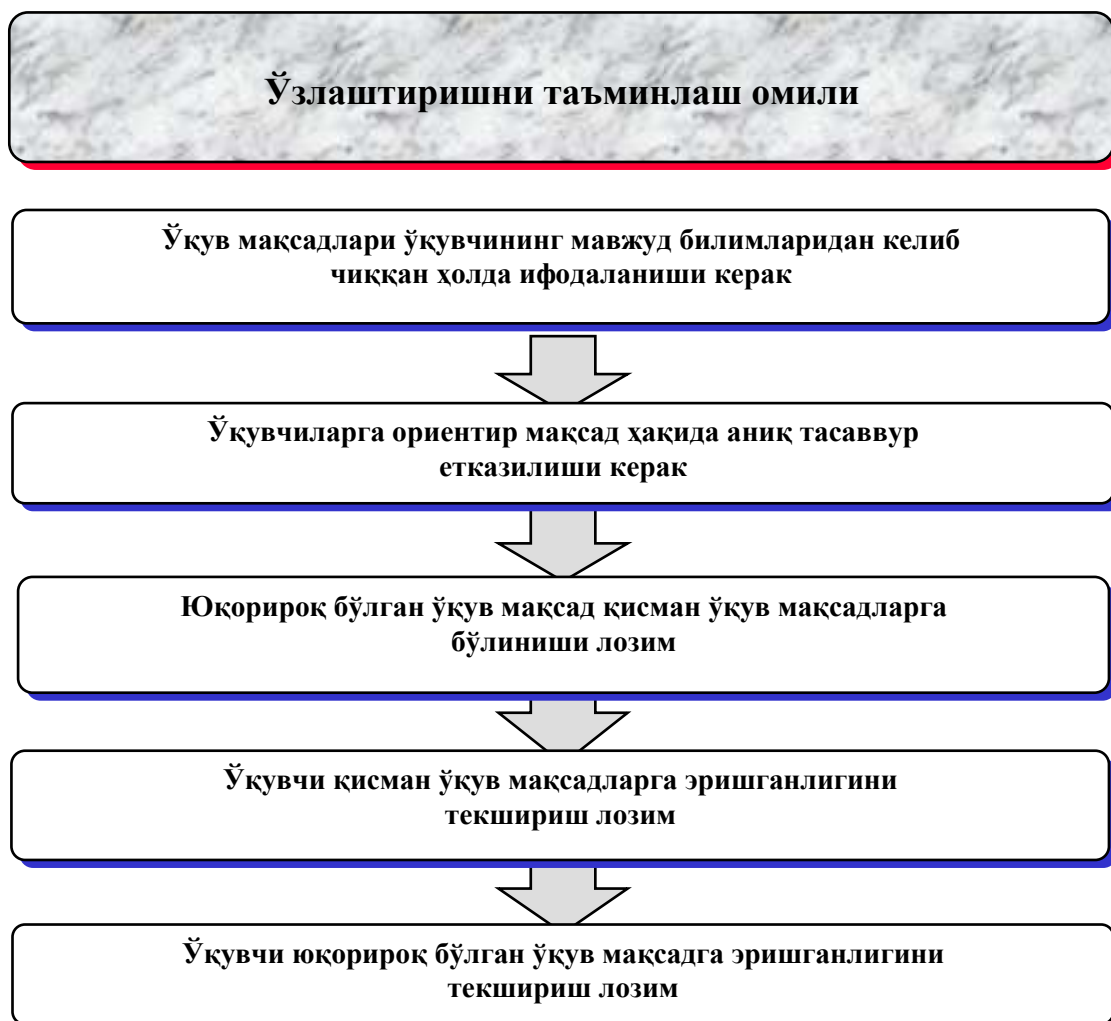 Ўзлаштиришни таъминлаш омили
Ўқув мақсадлари ўқувчининг мавжуд билимларидан келиб
чиққан ҳолда ифодаланиши керак
Ўқувчиларга ориентир мақсад ҳақида аниқ тасаввур
етказилиши керак
Юқорироқ бўлган ўқув мақсад қисман ўқув мақсадларга
бўлиниши лозим
Ўқувчи қисман ўқув мақсадларга эришганлигини
текшириш лозим
Ўқувчи юқорироқ бўлган ўқув мақсадга эришганлигини
текшириш лозим